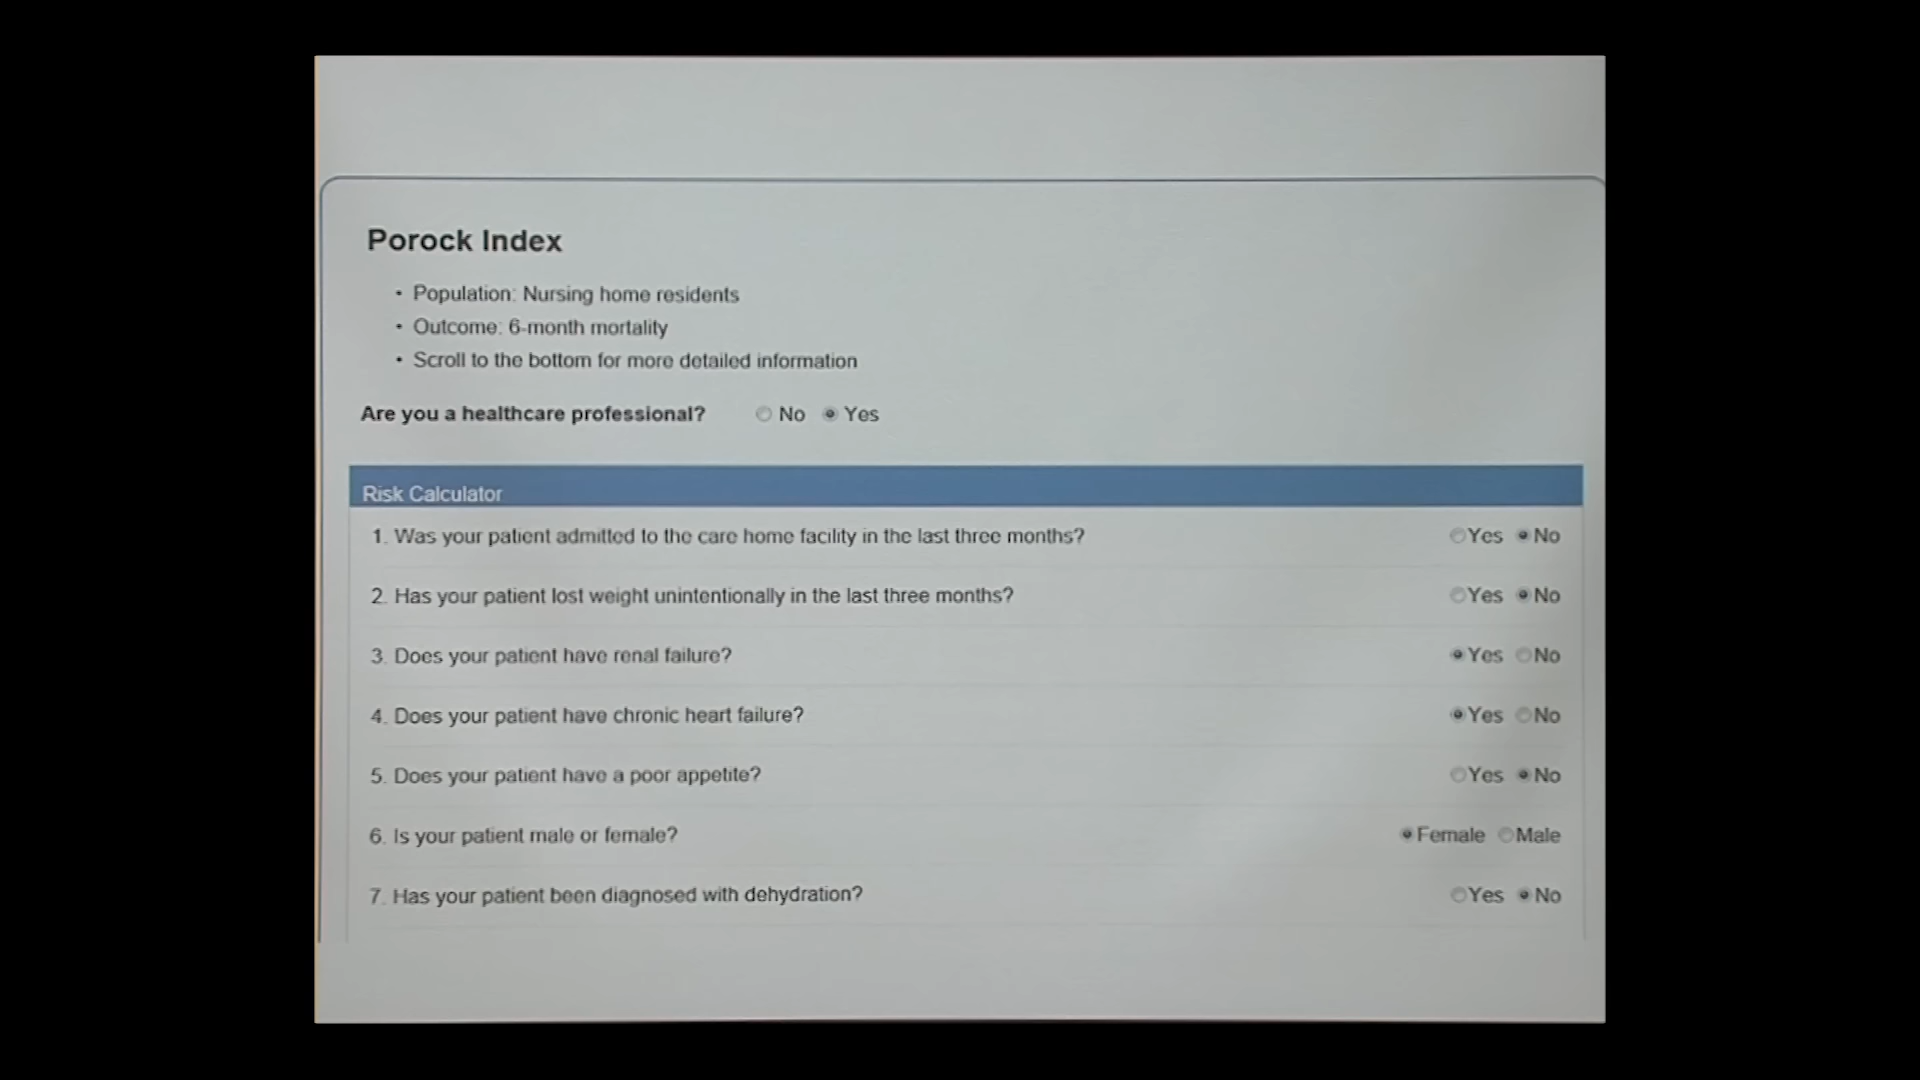 Porock Index
• Population: Nursing home residents
• Outcome: 6-month mortality
• Scroll to the bottom for more detailed information
Are you a healthcare professional? No Yes
Risk Calculator
1. Was your patient admitted to the care home facility in the last three months? Yes No
2. Has your patient lost weight unintentionally in the last three months? Yes No
3. Does your patient have renal failure? Yes No
4. Does your patient have chronic heart failure? Yes No
5. Does your patient have a poor appetite? Yes No
6. Is your patient male or female? Female Male
7. Has your patient been diagnosed with dehydration? Yes No